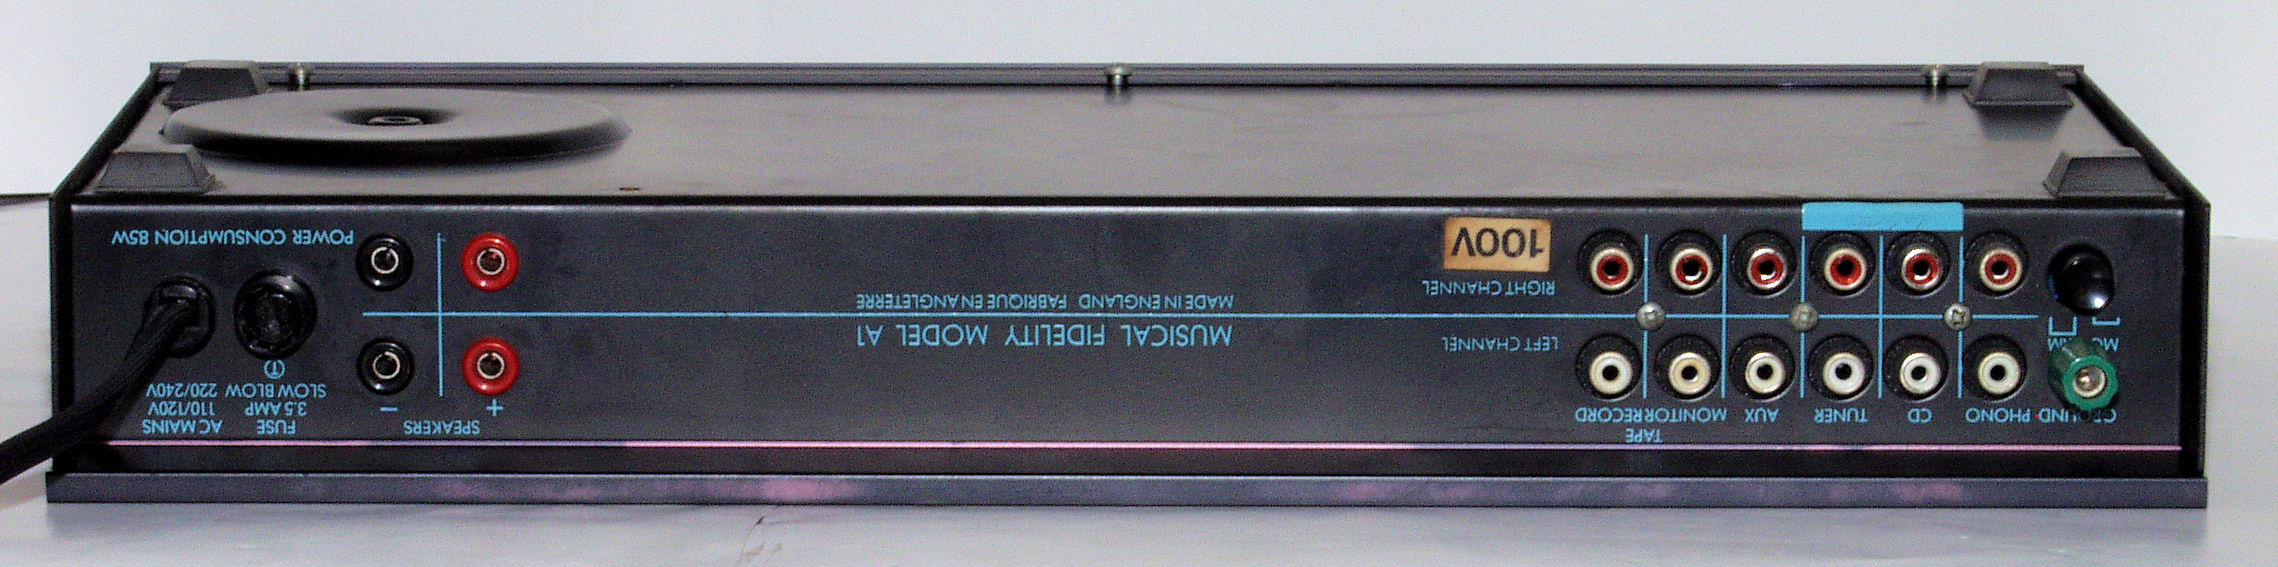 GROUND PHONO CD TUNER AUX TAPE
MONITOR RECORD
SPEAKERS
+ −
FUSE
3.5 AMP
SLOW BLOW
T
AC MAINS
110/120V
220/240V
MC MM
LEFT CHANNEL
MUSICAL FIDELITY MODEL A1
MADE IN ENGLAND FABRIQUE EN ANGLETERRE
RIGHT CHANNEL
100V
POWER CONSUMPTION 85W